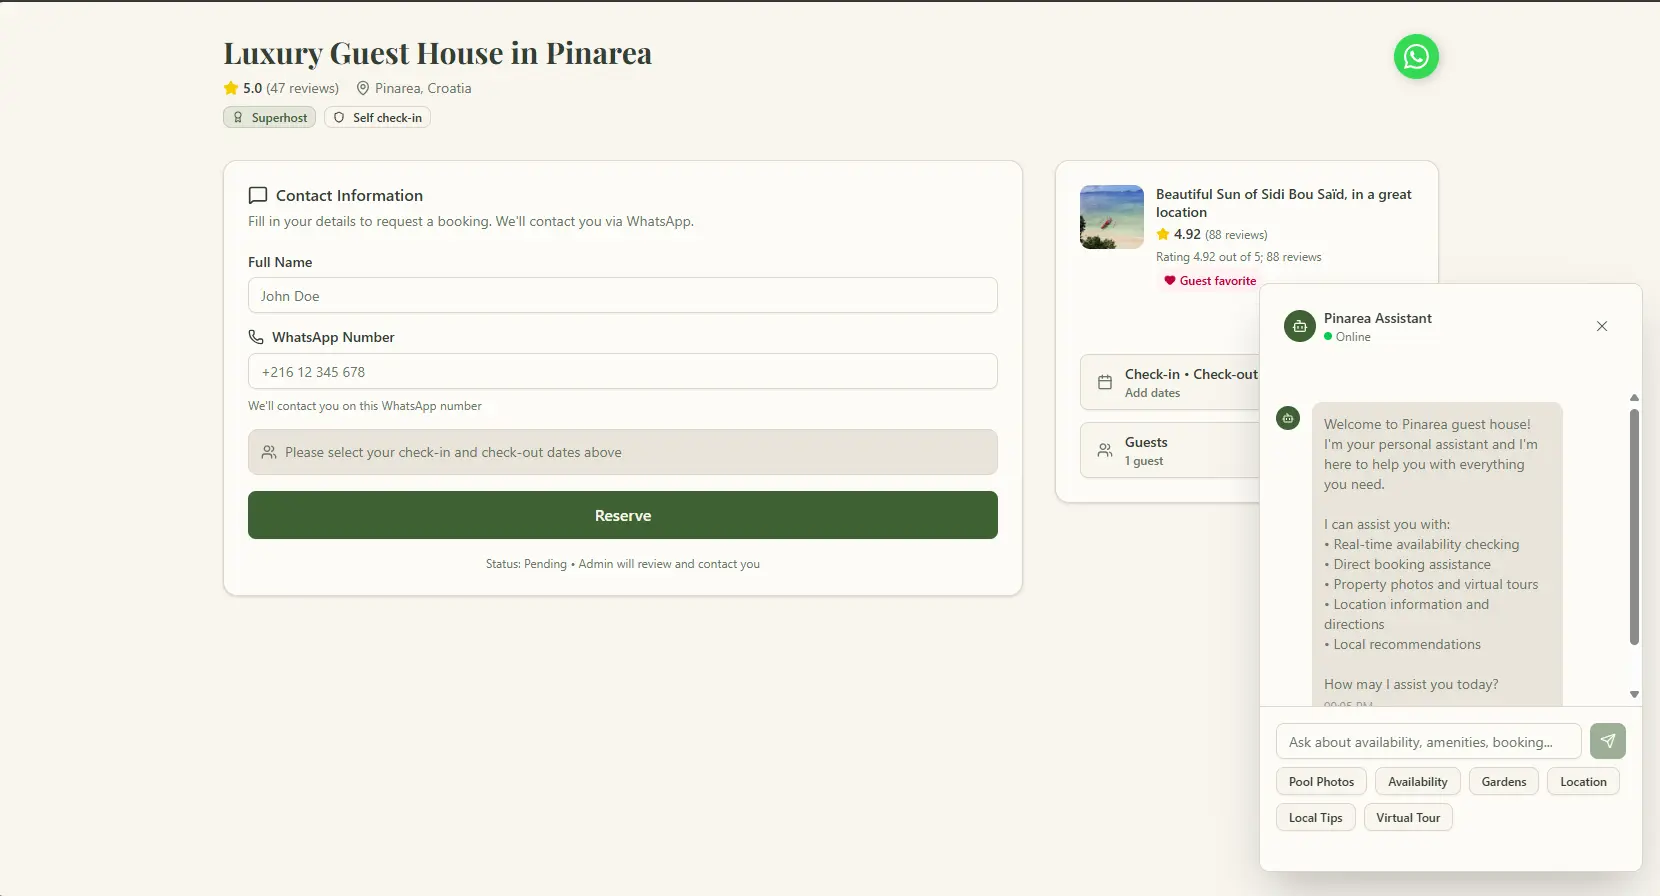 Luxury Guest House in Pinarea
5.0 (47 reviews) Pinarea, Croatia
Superhost Self check-in
Contact Information
Fill in your details to request a booking. We'll contact you via WhatsApp.
Full Name
John Doe
WhatsApp Number
+216 12 345 678
We'll contact you on this WhatsApp number
Please select your check-in and check-out dates above
Reserve
Status: Pending • Admin will review and contact you
Beautiful Sun of Sidi Bou Saïd, in a great
location
4.92 (88 reviews)
Rating 4.92 out of 5; 88 reviews
Guest favorite
Check-in • Check-out
Add dates
Guests
1 guest
Pinarea Assistant
Online
Welcome to Pinarea guest house!
I'm your personal assistant and I'm
here to help you with everything
you need.
I can assist you with:
• Real-time availability checking
• Direct booking assistance
• Property photos and virtual tours
• Location information and
directions
• Local recommendations
How may I assist you today?
Ask about availability, amenities, booking...
Pool Photos Availability Gardens Location
Local Tips Virtual Tour